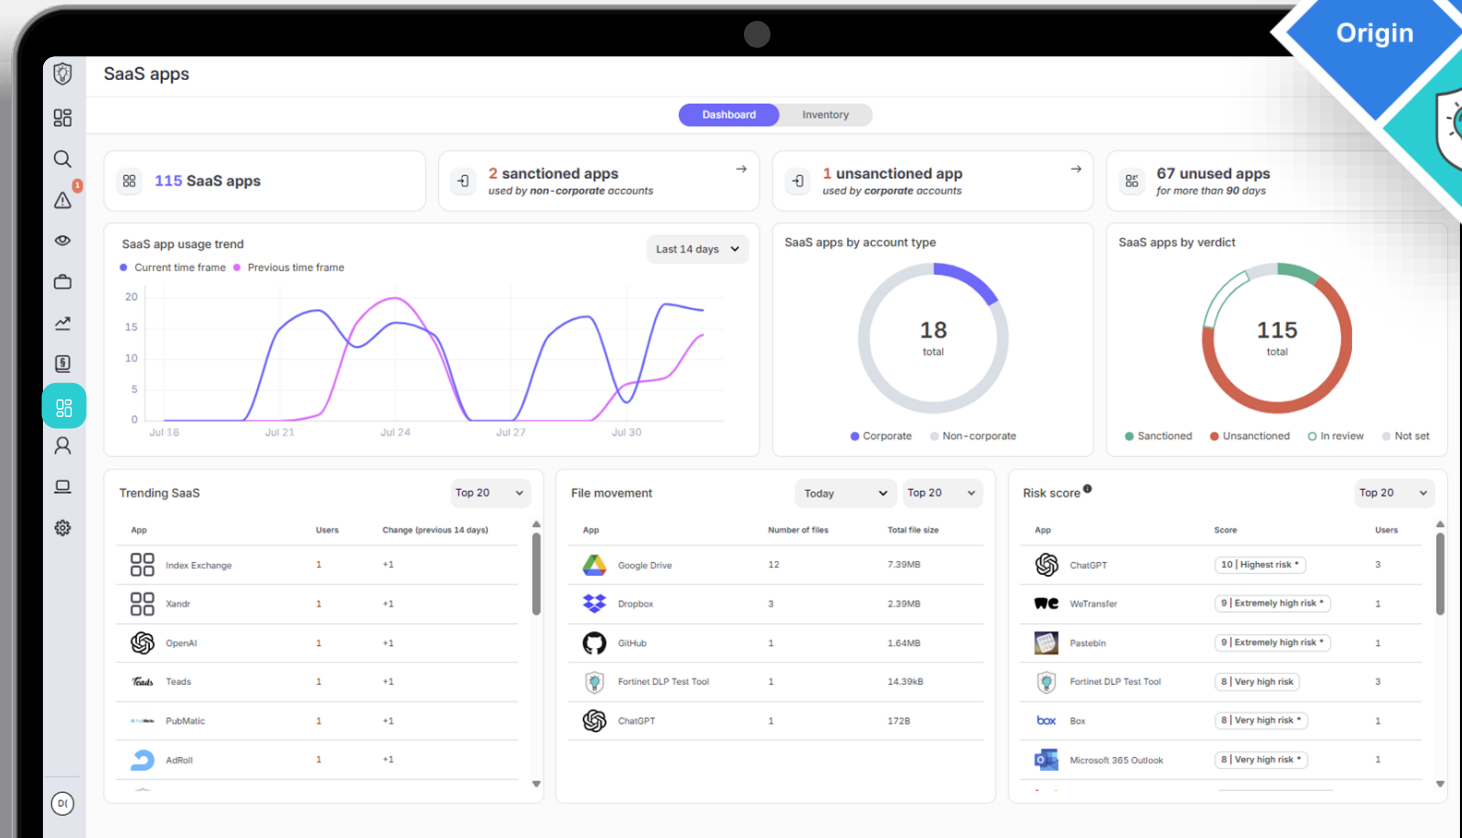 Origin
SaaS apps
Dashboard
Inventory
1
115 SaaS apps
2 sanctioned apps
used by non-corporate accounts
1 unsanctioned app
used by corporate accounts
67 unused apps
for more than 90 days
SaaS app usage trend
Last 14 days
Current time frame
Previous time frame
20
15
10
5
0
Jul 18
Jul 21
Jul 24
Jul 27
Jul 30
SaaS apps by account type
18
total
Corporate
Non-corporate
SaaS apps by verdict
115
total
Sanctioned
Unsanctioned
In review
Not set
Trending SaaS
Top 20
App Users Change (previous 14 days)
Index Exchange 1 +1
Xandr 1 +1
OpenAI 1 +1
Teads Teads 1 +1
PubMatic 1 +1
AdRoll 1 +1
File movement
Today
Top 20
App Number of files Total file size
Google Drive 12 7.39MB
Dropbox 3 2.39MB
GitHub 1 1.64MB
Fortinet DLP Test Tool 1 14.39kB
ChatGPT 1 172B
Risk score
Top 20
App Score Users
ChatGPT 10 | Highest risk * 3
we WeTransfer 9 | Extremely high risk * 1
Pastebin 9 | Extremely high risk * 1
Fortinet DLP Test Tool 8 | Very high risk 3
box Box 8 | Very high risk * 1
Microsoft 365 Outlook 8 | Very high risk * 1
D(